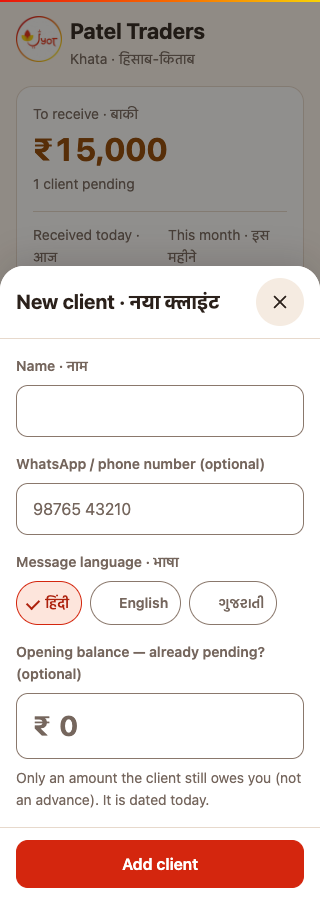 Jyot
Patel Traders
Khata · हिसाब-किताब
To receive · बाकी
₹15,000
1 client pending
Received today ·
आज
This month · इस
महीने
New client · नया क्लाइंट
Name · नाम
WhatsApp / phone number (optional)
98765 43210
Message language · भाषा
हिंदी
English
ગુજરાતી
Opening balance — already pending?
(optional)
₹ 0
Only an amount the client still owes you (not
an advance). It is dated today.
Add client